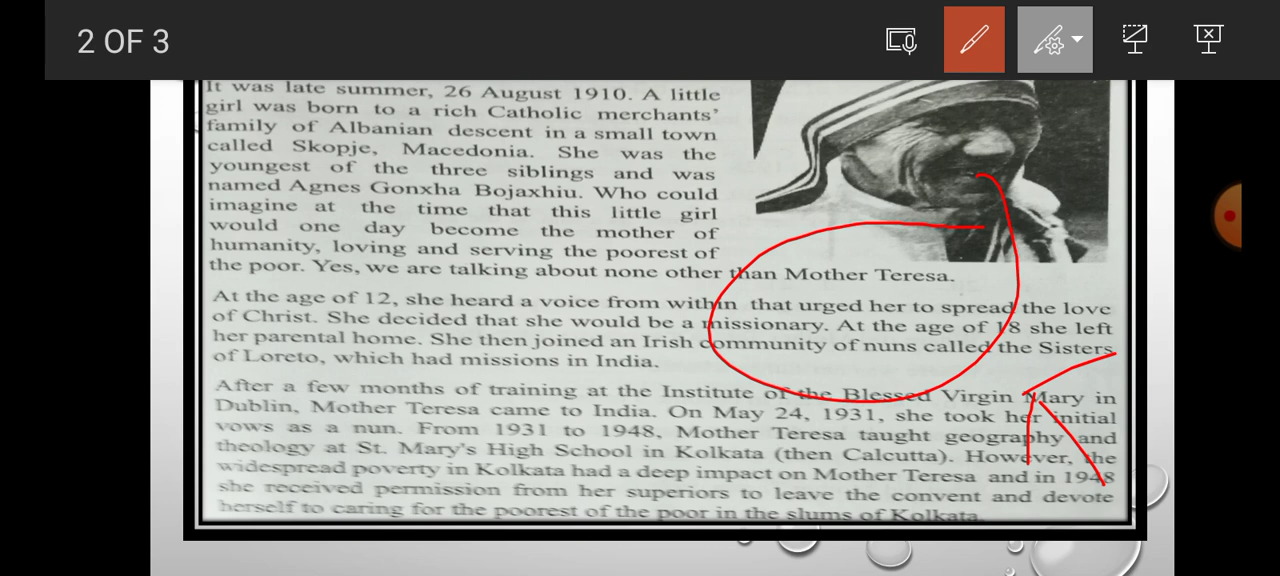 2 OF 3
It was late summer, 26 August 1910. A little
girl was born to a rich Catholic merchants'
family of Albanian descent in a small town
called Skopje, Macedonia. She was the
youngest of the three siblings and was
named Agnes Gonxha Bojaxhiu. Who could
imagine at the time that this little girl
would one day become the mother of
humanity, loving and serving the poorest of
the poor. Yes, we are talking about none other than Mother Teresa.
At the age of 12, she heard a voice from within that urged her to spread the love
of Christ. She decided that she would be a missionary. At the age of 18 she left
her parental home. She then joined an Irish community of nuns called the Sisters
of Loreto, which had missions in India.
After a few months of training at the Institute of the Blessed Virgin Mary in
Dublin, Mother Teresa came to India. On May 24, 1931, she took her initial
vows as a nun. From 1931 to 1948, Mother Teresa taught geography and
theology at St. Mary's High School in Kolkata (then Calcutta). However, the
widespread poverty in Kolkata had a deep impact on Mother Teresa and in 1948
she received permission from her superiors to leave the convent and devote
herself to caring for the poorest of the poor in the slums of Kolkata.